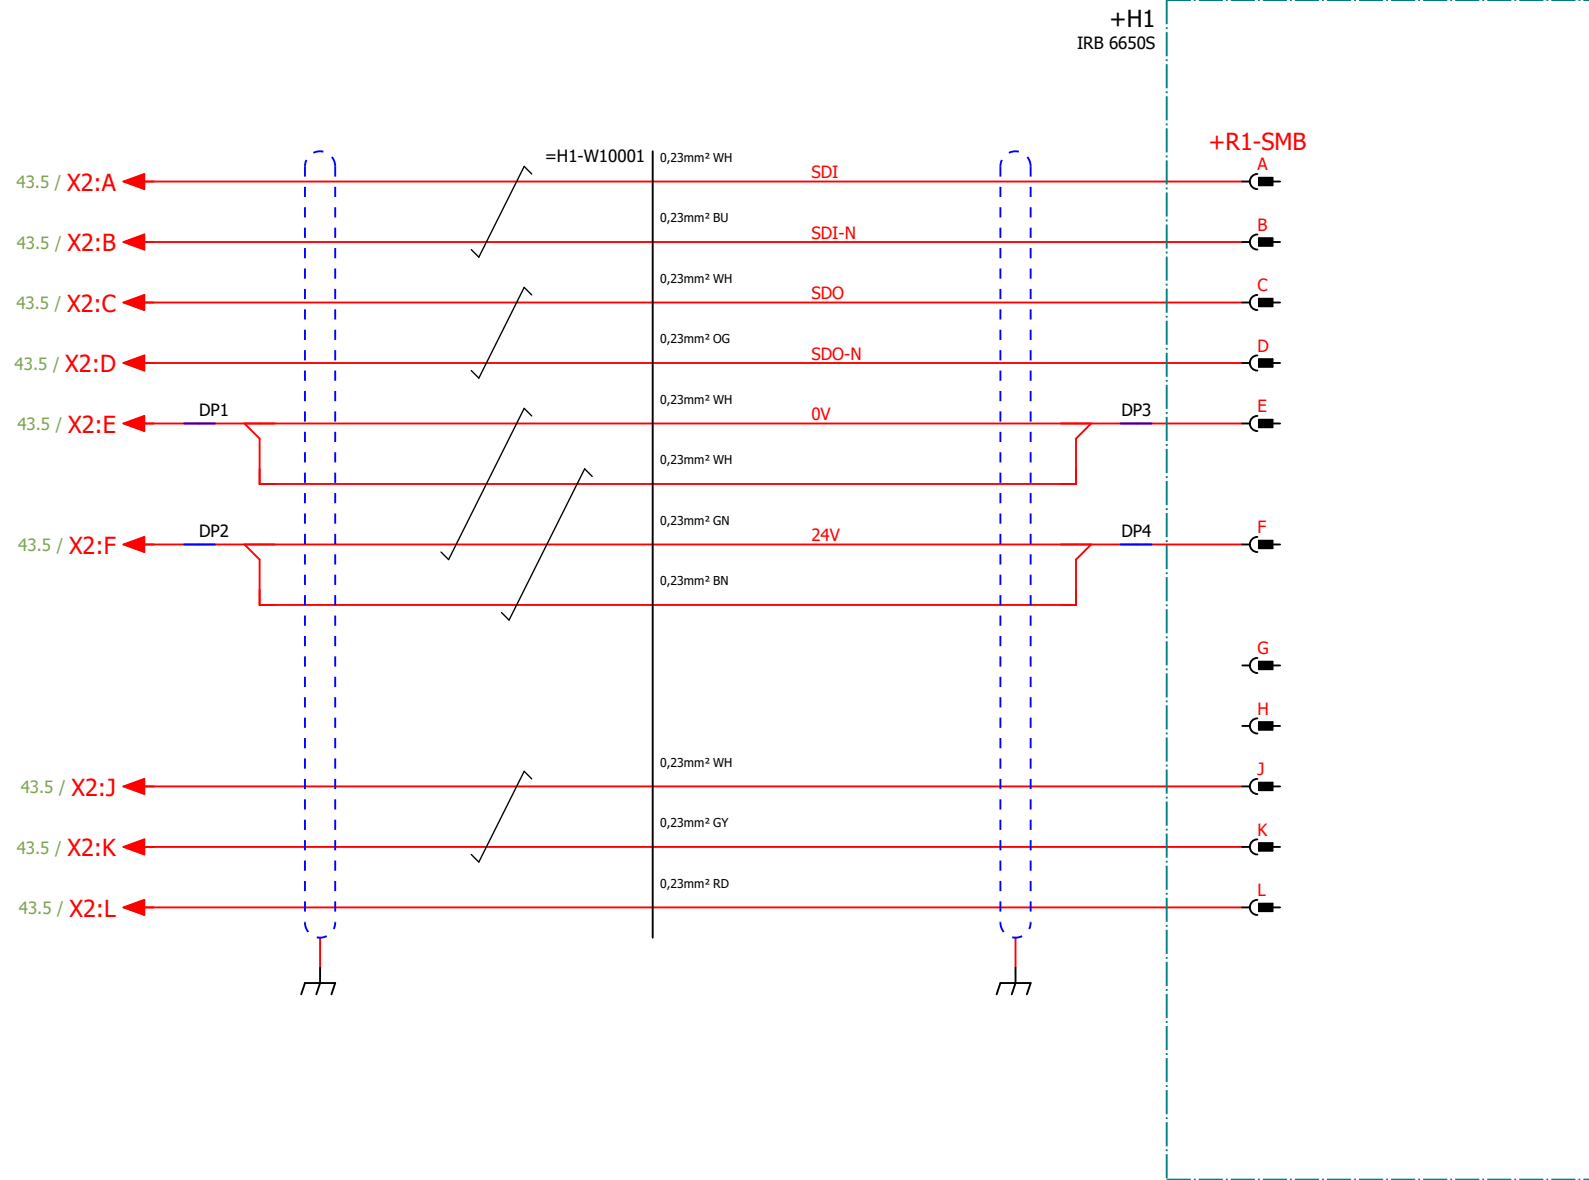 +H1
IRB 6650S
+R1-SMB
=H1-W10001
0,23mm² WH
A
43.5 / X2:A
SDI
0,23mm² BU
B
43.5 / X2:B
SDI-N
0,23mm² WH
C
43.5 / X2:C
SDO
0,23mm² OG
D
43.5 / X2:D
SDO-N
0,23mm² WH
E
43.5 / X2:E
DP1
0V
DP3
0,23mm² WH
0,23mm² GN
F
43.5 / X2:F
DP2
24V
DP4
0,23mm² BN
G
H
0,23mm² WH
J
43.5 / X2:J
0,23mm² GY
K
43.5 / X2:K
0,23mm² RD
L
43.5 / X2:L